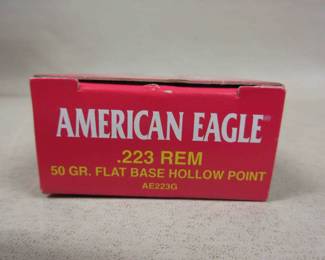 AMERICAN EAGLE®
.223 REM
50 GR. FLAT BASE HOLLOW POINT
AE223G